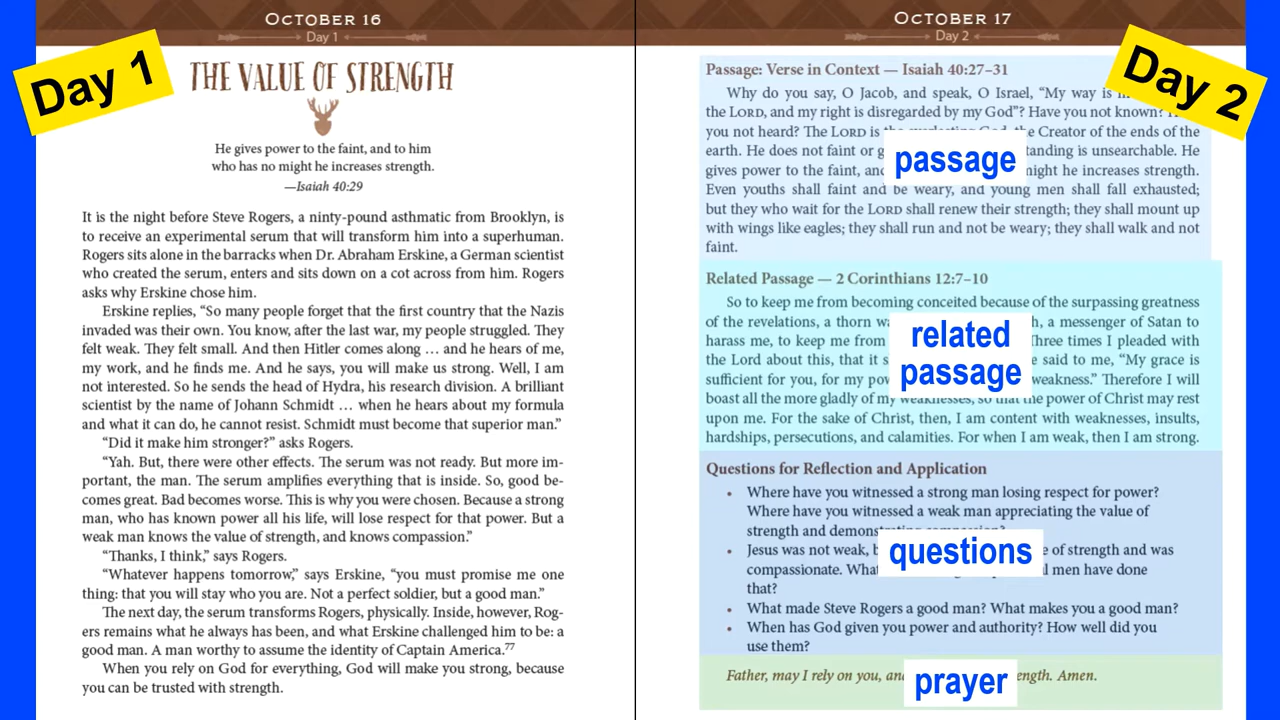 OCTOBER 16
Day 1
Day 1
THE VALUE OF STRENGTH
He gives power to the faint, and to him
who has no might he increases strength.
—Isaiah 40:29
It is the night before Steve Rogers, a ninty-pound asthmatic from Brooklyn, is
to receive an experimental serum that will transform him into a superhuman.
Rogers sits alone in the barracks when Dr. Abraham Erskine, a German scientist
who created the serum, enters and sits down on a cot across from him. Rogers
asks why Erskine chose him.
Erskine replies, “So many people forget that the first country that the Nazis
invaded was their own. You know, after the last war, my people struggled. They
felt weak. They felt small. And then Hitler comes along … and he hears of me,
my work, and he finds me. And he says, you will make us strong. Well, I am
not interested. So he sends the head of Hydra, his research division. A brilliant
scientist by the name of Johann Schmidt … when he hears about my formula
and what it can do, he cannot resist. Schmidt must become that superior man.”
“Did it make him stronger?” asks Rogers.
“Yah. But, there were other effects. The serum was not ready. But more im-
portant, the man. The serum amplifies everything that is inside. So, good be-
comes great. Bad becomes worse. This is why you were chosen. Because a strong
man, who has known power all his life, will lose respect for that power. But a
weak man knows the value of strength, and knows compassion.”
“Thanks, I think,” says Rogers.
“Whatever happens tomorrow,” says Erskine, “you must promise me one
thing: that you will stay who you are. Not a perfect soldier, but a good man.”
The next day, the serum transforms Rogers, physically. Inside, however, Rog-
ers remains what he always has been, and what Erskine challenged him to be: a
good man. A man worthy to assume the identity of Captain America.77
When you rely on God for everything, God will make you strong, because
you can be trusted with strength.
OCTOBER 17
Day 2
Day 2
Passage: Verse in Context — Isaiah 40:27–31
Why do you say, O Jacob, and speak, O Israel, “My way is
the LORD, and my right is disregarded by my God”? Have you not known?
you not heard? The LORD is the Creator of the ends of the
earth. He does not faint or is unsearchable. He
passage
gives power to the faint, might he increases strength.
Even youths shall faint and be weary, and young men shall fall exhausted;
but they who wait for the LORD shall renew their strength; they shall mount up
with wings like eagles; they shall run and not be weary; they shall walk and not
faint.
Related Passage — 2 Corinthians 12:7–10
So to keep me from becoming conceited because of the surpassing greatness
of the revelations, a thorn a messenger of Satan to
harass me, to keep me from Three times I pleaded with
related
the Lord about this, that it said to me, “My grace is
passage
sufficient for you, for my weakness.” Therefore I will
boast all the more gladly of my weaknesses, so that the power of Christ may rest
upon me. For the sake of Christ, then, I am content with weaknesses, insults,
hardships, persecutions, and calamities. For when I am weak, then I am strong.
Questions for Reflection and Application
• Where have you witnessed a strong man losing respect for power?
Where have you witnessed a weak man appreciating the value of
strength and
• Jesus was not weak, of strength and was
questions
compassionate. men have done
that?
• What made Steve Rogers a good man? What makes you a good man?
• When has God given you power and authority? How well did you
use them?
Father, may I rely on you, Amen.
prayer